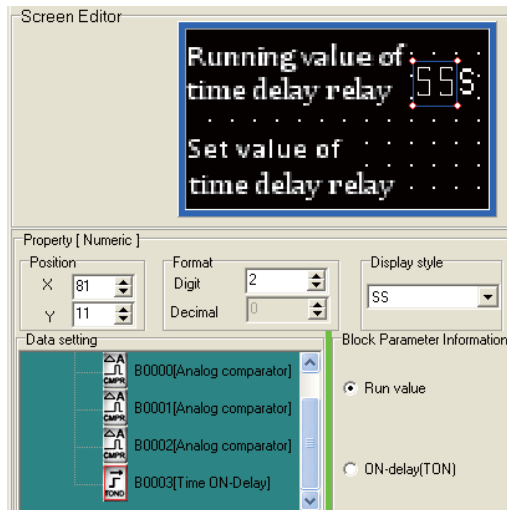 Screen Editor
Running value of
time delay relay SSS
Set value of
time delay relay
Property [ Numeric ]
Position Format Display style
X 81 Digit 2 SS
Y 11 Decimal 0
Data setting Block Parameter Information
CMPR B0000[Analog comparator]
CMPR B0001[Analog comparator]
CMPR B0002[Analog comparator]
TOND B0003[Time ON-Delay]
Run value
ON-delay(TON)